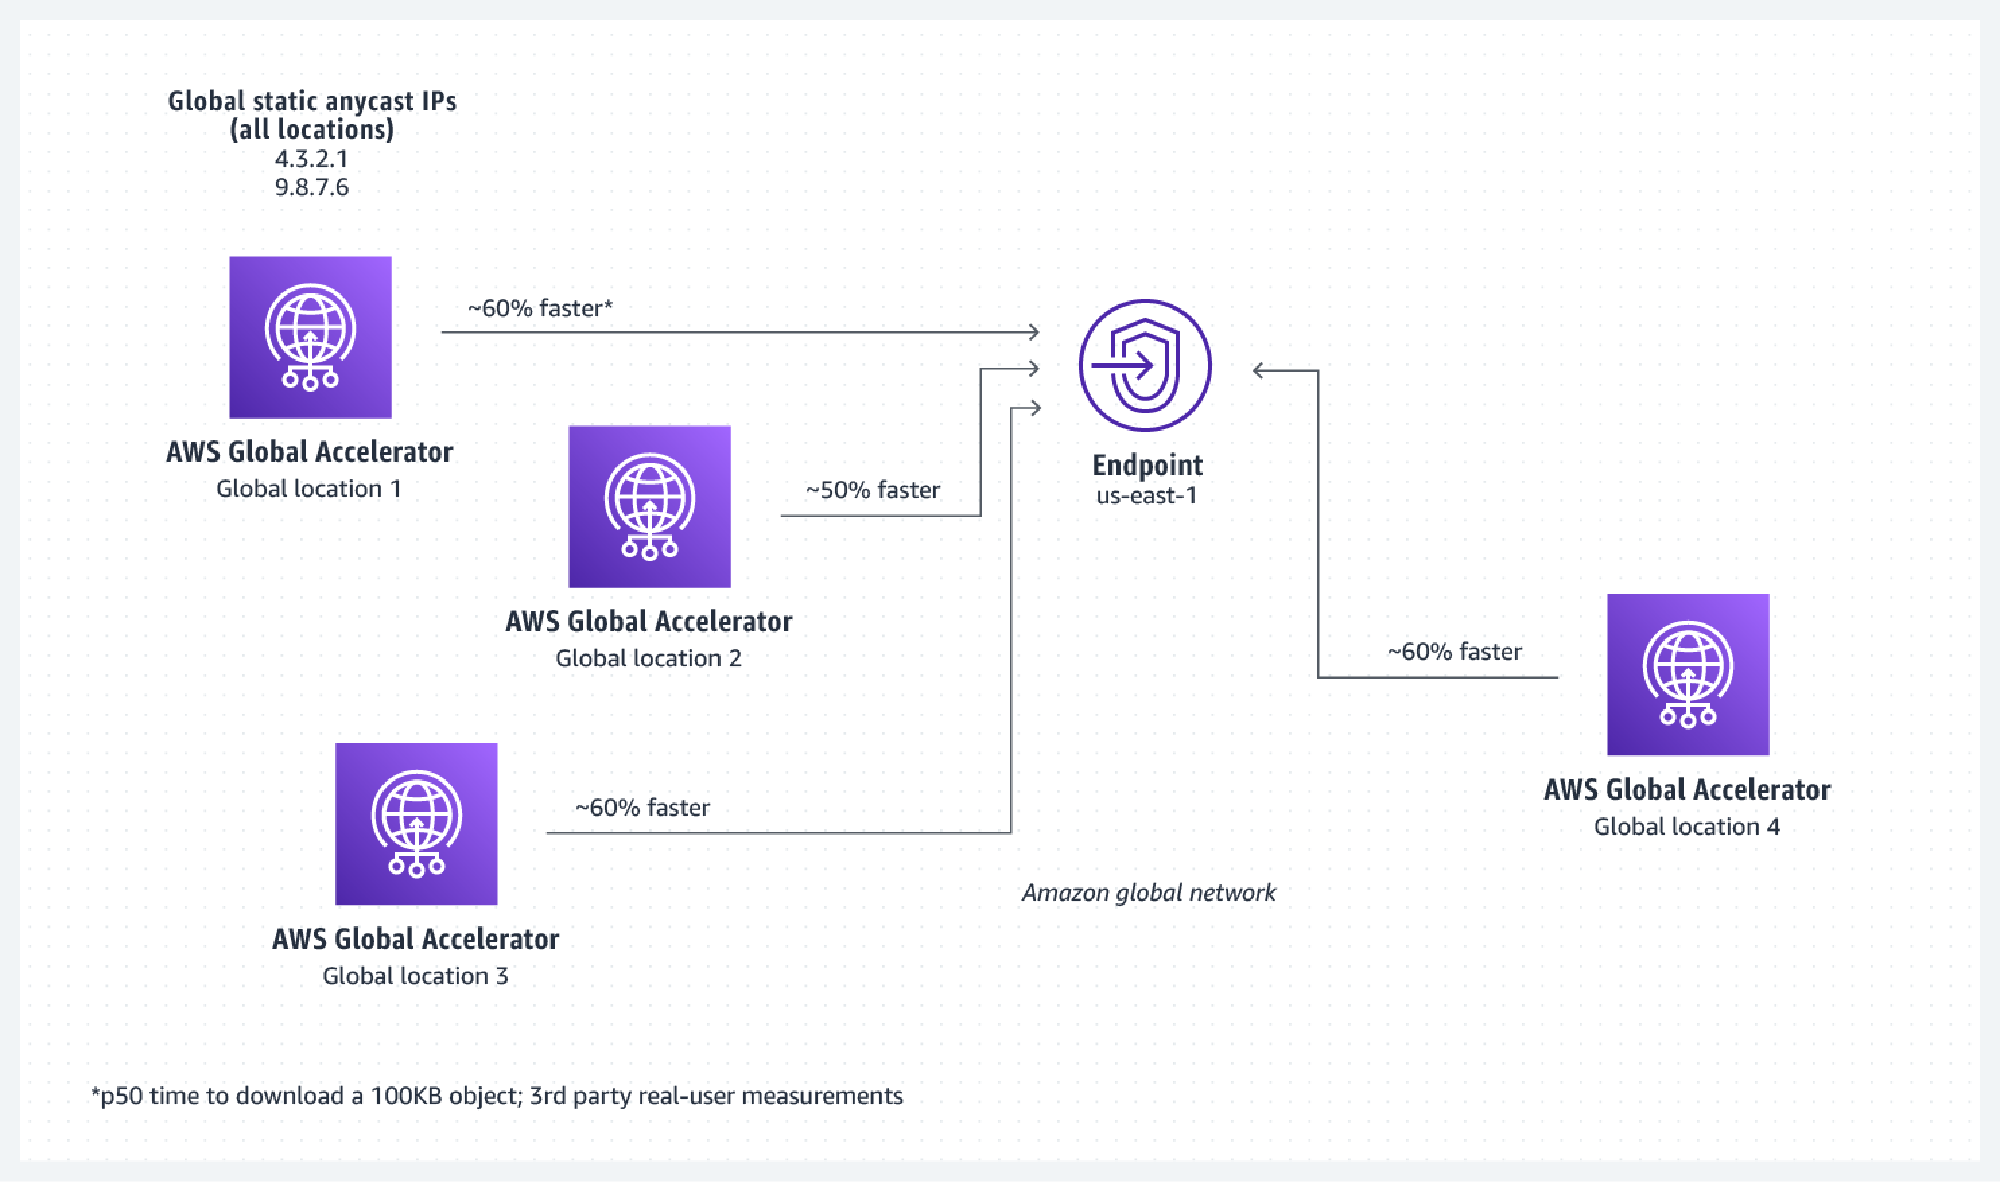 Global static anycast IPs
(all locations)
4.3.2.1
9.8.7.6
~60% faster*
AWS Global Accelerator
Global location 1
~50% faster
Endpoint
us-east-1
AWS Global Accelerator
Global location 2
~60% faster
~60% faster
AWS Global Accelerator
Global location 4
Amazon global network
AWS Global Accelerator
Global location 3
*p50 time to download a 100KB object; 3rd party real-user measurements